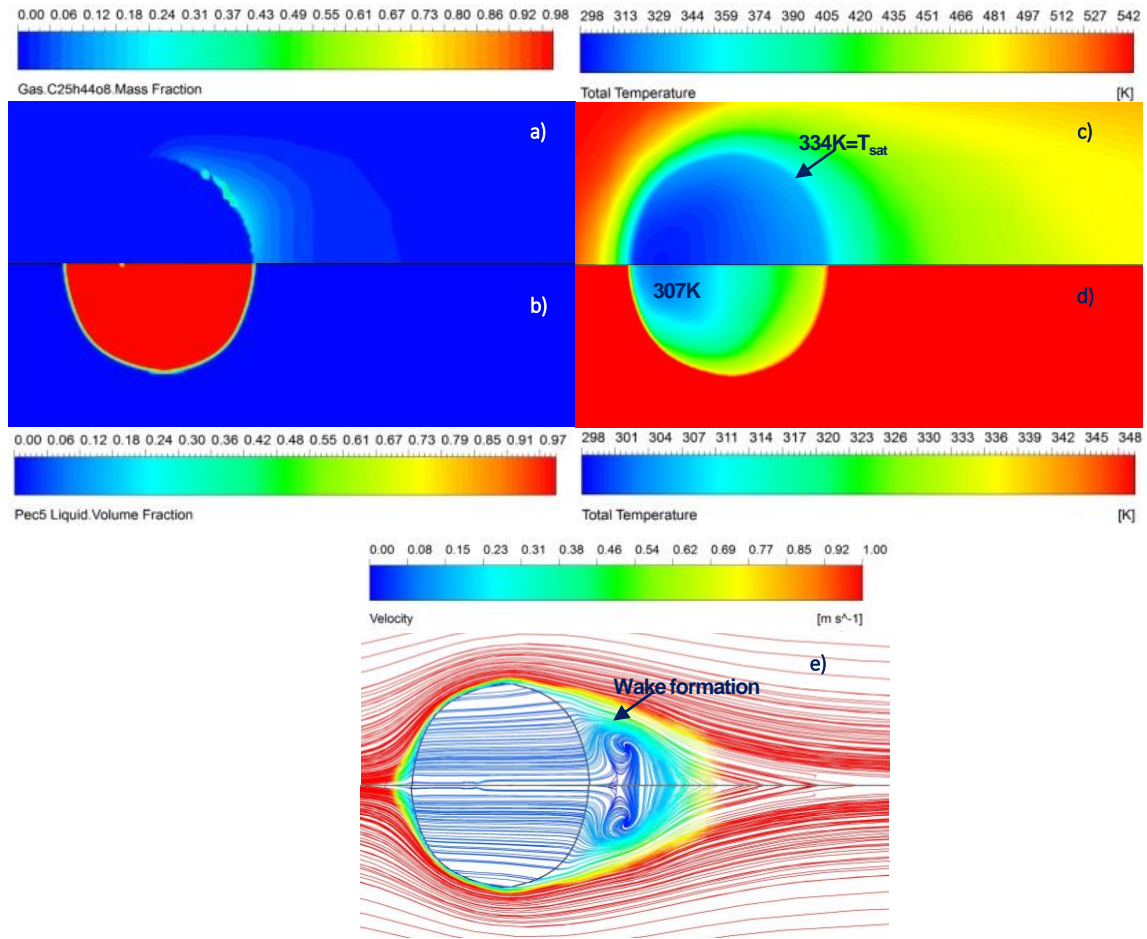 0.00 0.06 0.12 0.18 0.24 0.31 0.37 0.43 0.49 0.55 0.61 0.67 0.73 0.80 0.86 0.92 0.98
Gas.C25h44o8.Mass Fraction
298 313 329 344 359 374 390 405 420 435 451 466 481 497 512 527 542
Total Temperature [K]
a)
b)
c)
334K=Tsat
307K
d)
0.00 0.06 0.12 0.18 0.24 0.30 0.36 0.42 0.48 0.55 0.61 0.67 0.73 0.79 0.85 0.91 0.97
Pec5 Liquid.Volume Fraction
298 301 304 307 311 314 317 320 323 326 330 333 336 339 342 345 348
Total Temperature [K]
0.00 0.08 0.15 0.23 0.31 0.38 0.46 0.54 0.62 0.69 0.77 0.85 0.92 1.00
Velocity [m s^-1]
e)
Wake formation